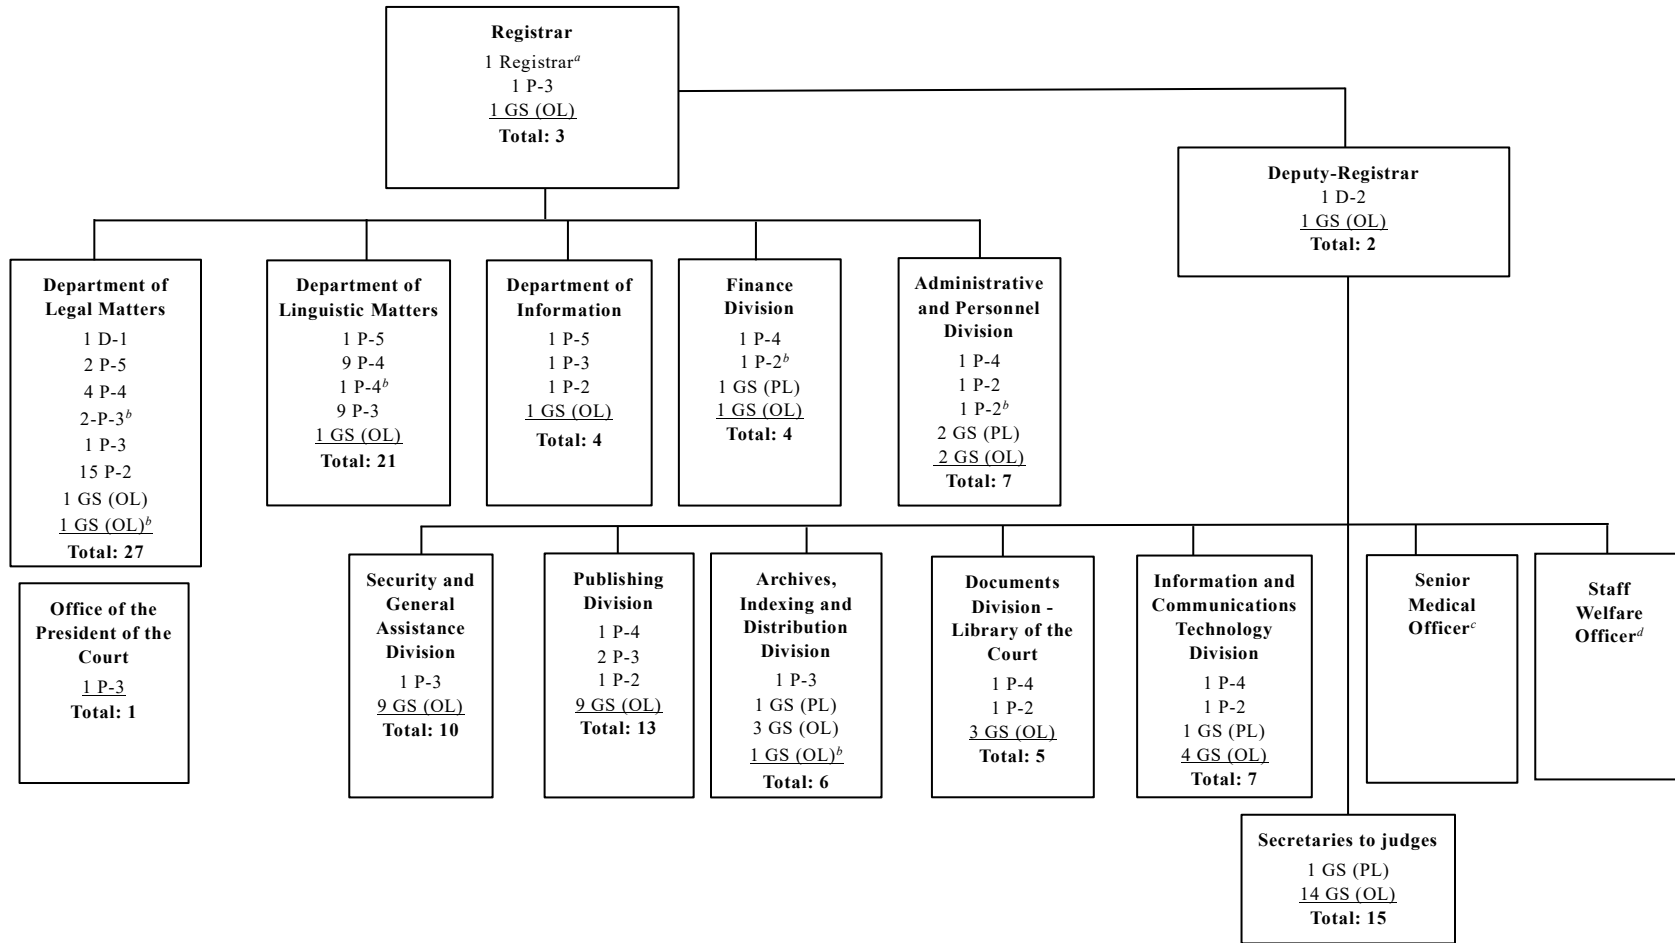 Registrar
1 Registrar^a
1 P-3
1 GS (OL)
Total: 3
Deputy-Registrar
1 D-2
1 GS (OL)
Total: 2
Department of
Legal Matters
1 D-1
2 P-5
4 P-4
2-P-3^b
1 P-3
15 P-2
1 GS (OL)
1 GS (OL)^b
Total: 27
Department of
Linguistic Matters
1 P-5
9 P-4
1 P-4^b
9 P-3
1 GS (OL)
Total: 21
Department of
Information
1 P-5
1 P-3
1 P-2
1 GS (OL)
Total: 4
Finance
Division
1 P-4
1 P-2^b
1 GS (PL)
1 GS (OL)
Total: 4
Administrative
and Personnel
Division
1 P-4
1 P-2
1 P-2^b
2 GS (PL)
2 GS (OL)
Total: 7
Office of the
President of the
Court
1 P-3
Total: 1
Security and
General
Assistance
Division
1 P-3
9 GS (OL)
Total: 10
Publishing
Division
1 P-4
2 P-3
1 P-2
9 GS (OL)
Total: 13
Archives,
Indexing and
Distribution
Division
1 P-3
1 GS (PL)
3 GS (OL)
1 GS (OL)^b
Total: 6
Documents
Division -
Library of the
Court
1 P-4
1 P-2
3 GS (OL)
Total: 5
Information and
Communications
Technology
Division
1 P-4
1 P-2
1 GS (PL)
4 GS (OL)
Total: 7
Senior
Medical
Officer^c
Staff
Welfare
Officer^d
Secretaries to judges
1 GS (PL)
14 GS (OL)
Total: 15